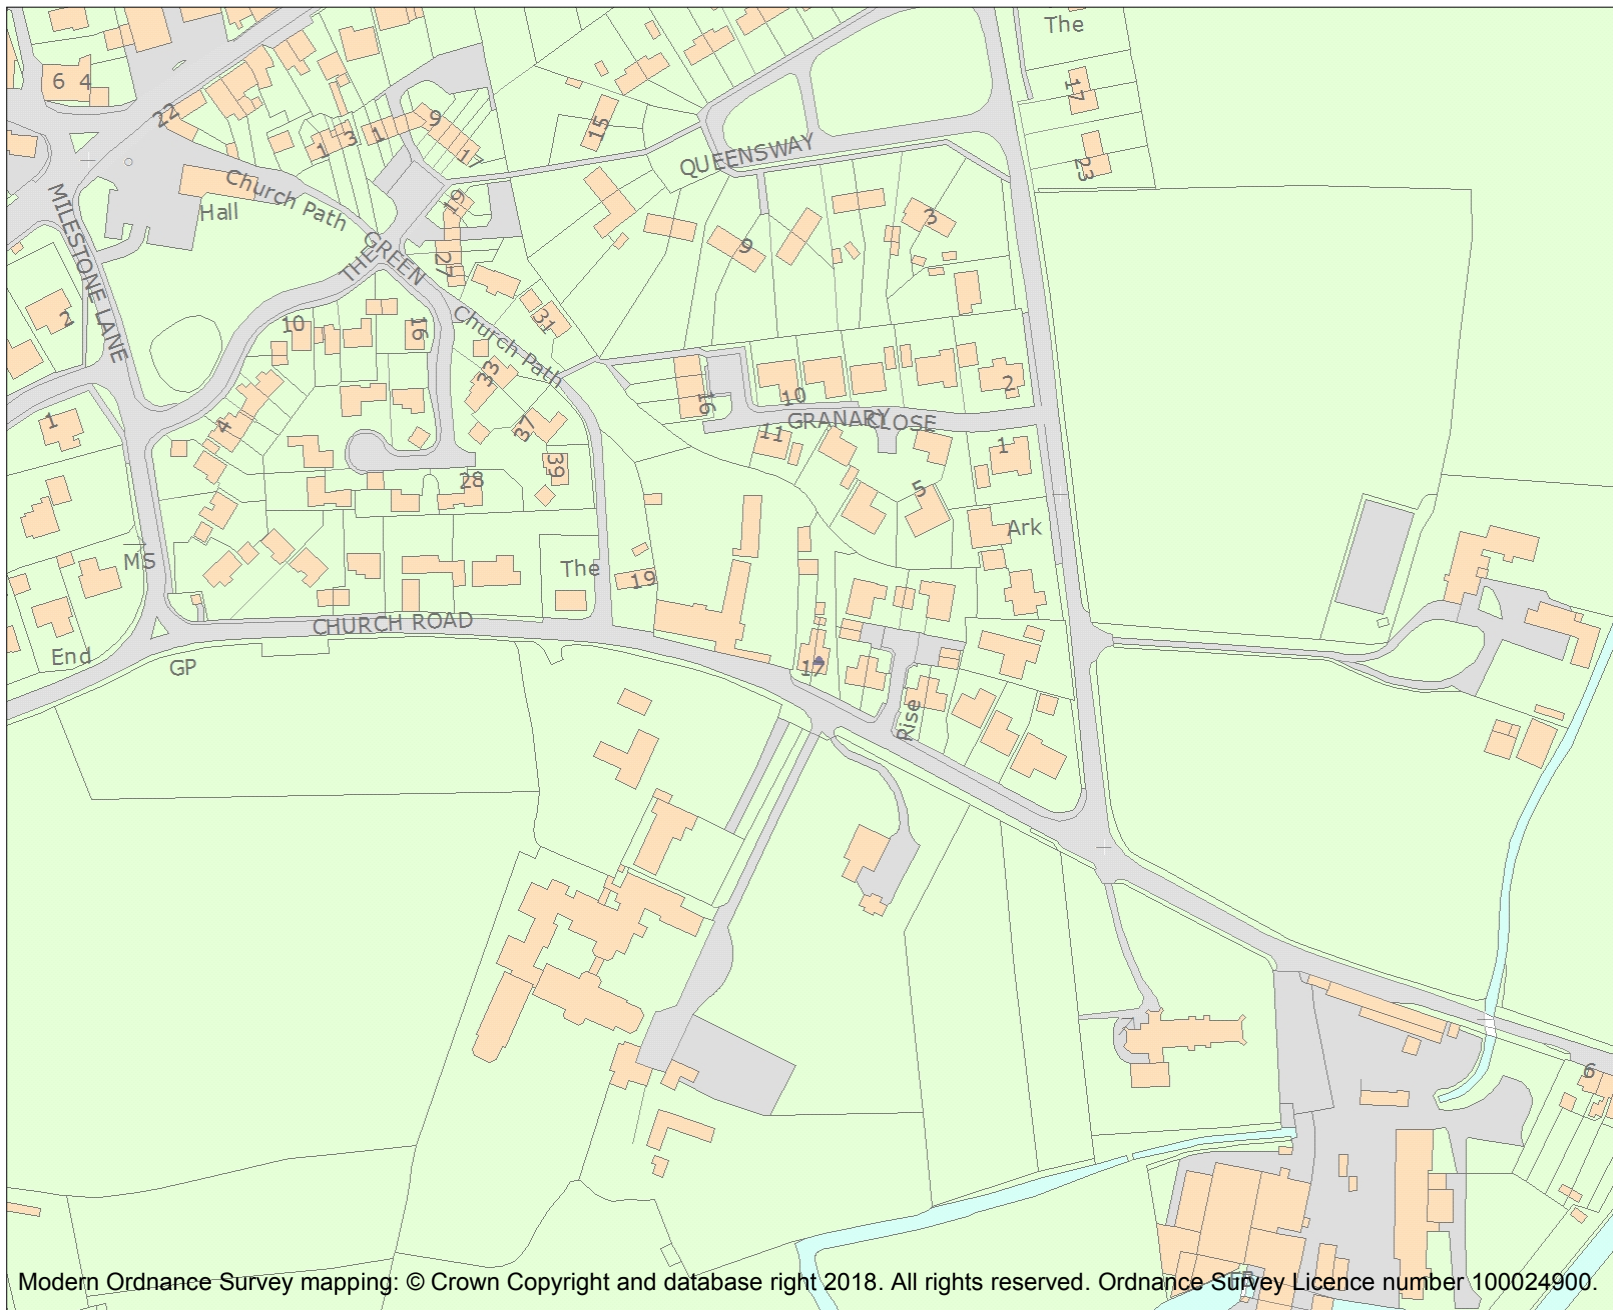 The
6 4
22
17
9
1 3 1
17
15
QUEENSWAY
23
Church Path
19
Hall
3
MILESTONE LANE
THE GREEN
9
27
2
10
16
Church Path
31
33
2
10
16
GRANARY CLOSE
1
4
37
11
1
39
28
5
Ark
MS
The
19
CHURCH ROAD
End
GP
17
Rise
6
Modern Ordnance Survey mapping: © Crown Copyright and database right 2018. All rights reserved. Ordnance Survey Licence number 100024900.